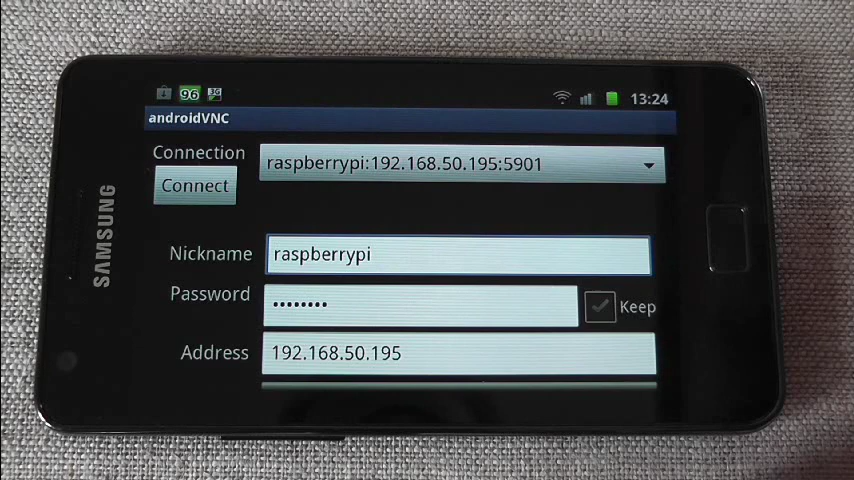 96
3G
13:24
androidVNC
Connection
raspberrypi:192.168.50.195:5901
Connect
SAMSUNG
Nickname
raspberrypi
Password
••••••••
Keep
Address
192.168.50.195